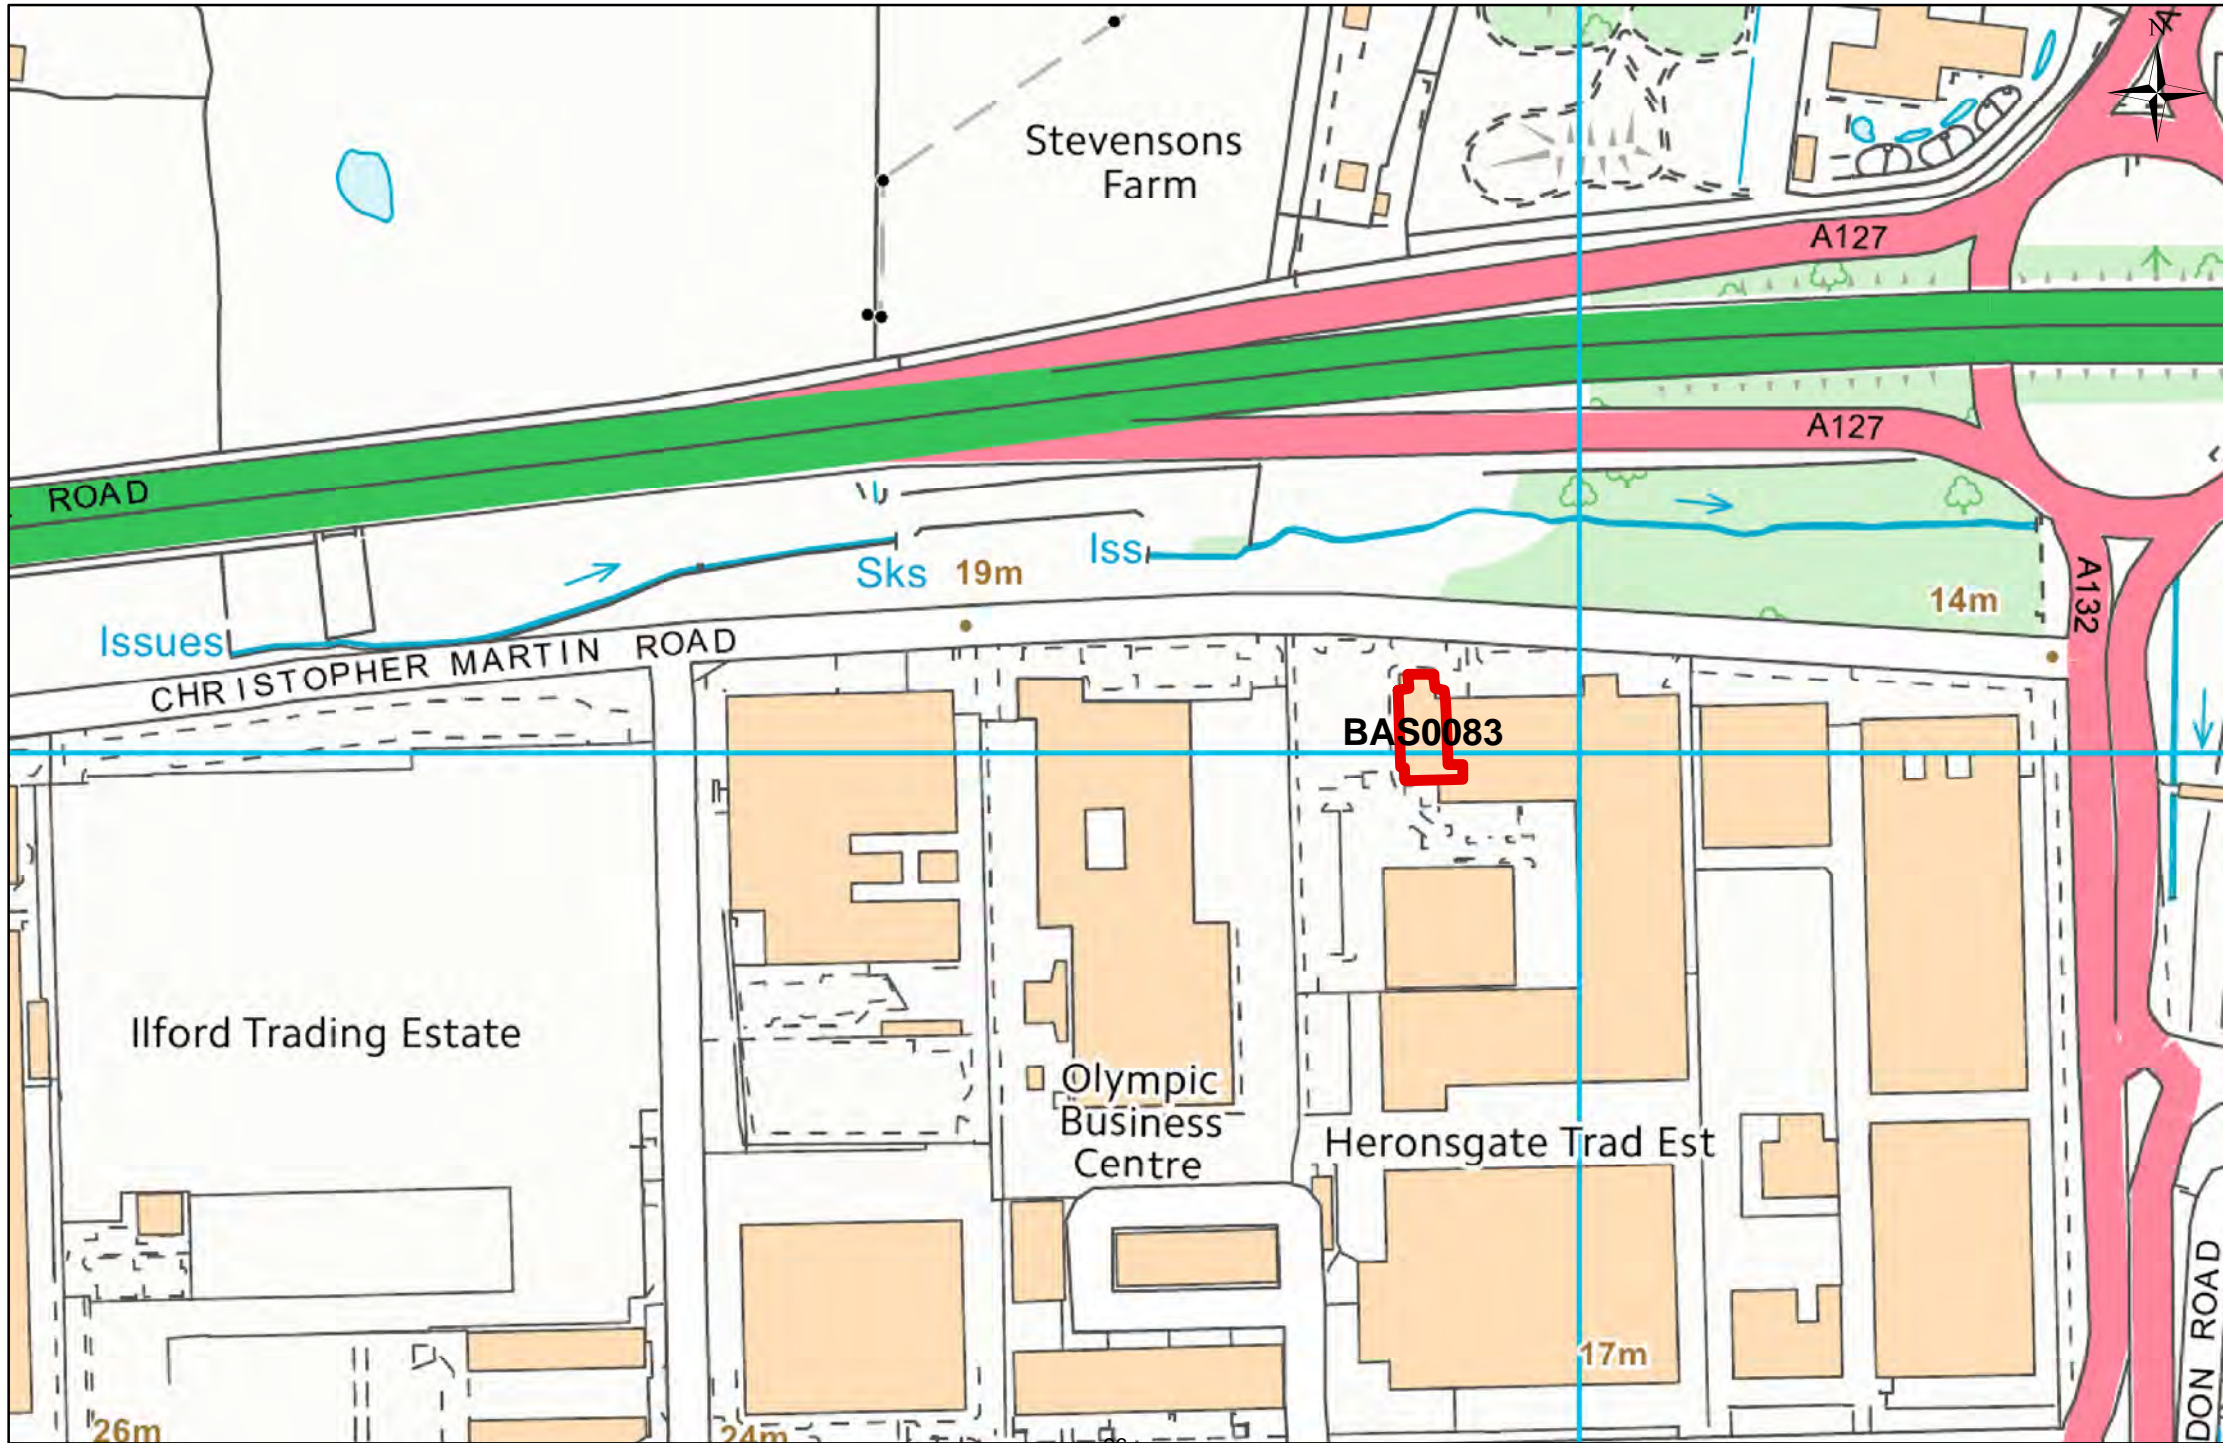 N
A
Stevensons
Farm
A127
A127
ROAD
Issues
Sks
19m
Iss
14m
A132
CHRISTOPHER MARTIN ROAD
BAS0083
Ilford Trading Estate
Olympic
Business
Centre
Heronsgate Trad Est
17m
DON ROAD
26m
24m